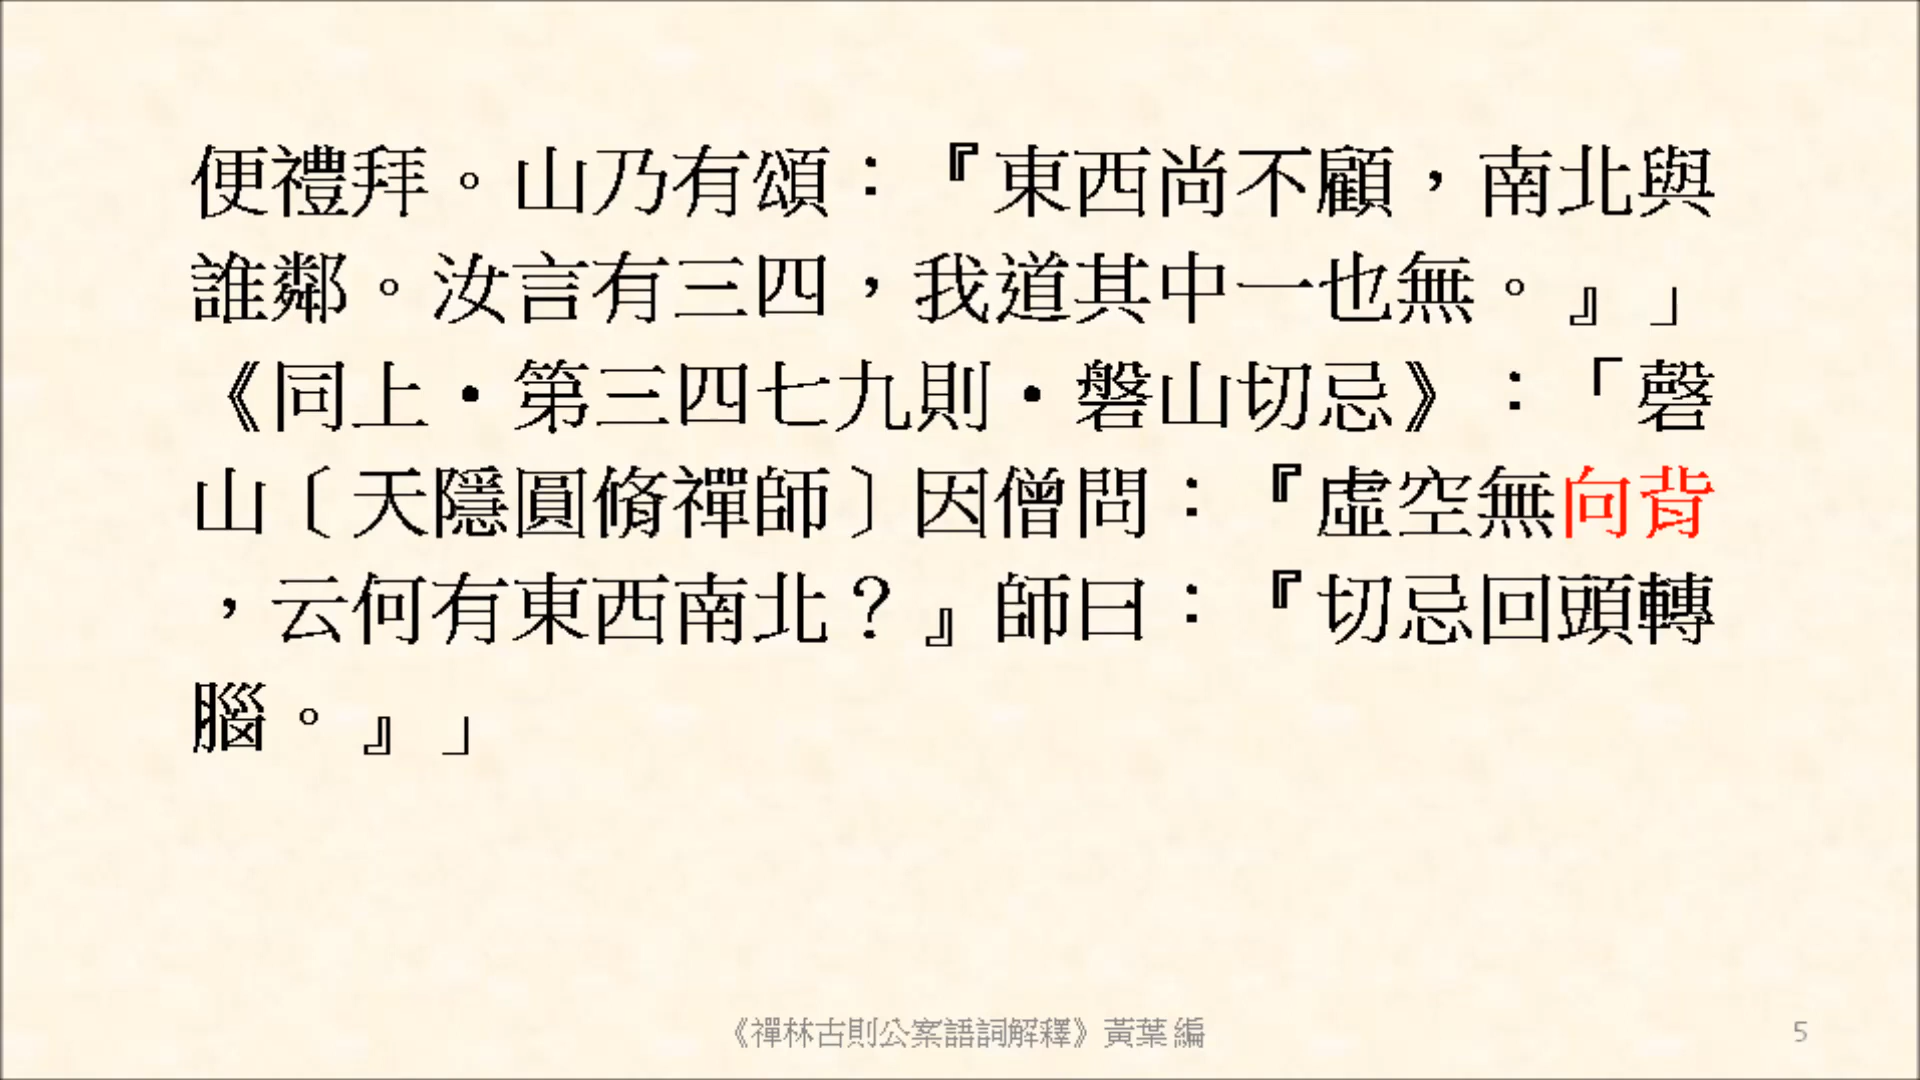 便禮拜。山乃有頌：『東西尚不顧，南北與
誰鄰。汝言有三四，我道其中一也無。』」
《同上・第三四七九則・磐山切忌》：「磬
山〔天隱圓脩禪師〕因僧問：『虛空無向背
，云何有東西南北？』師曰：『切忌回頭轉
腦。』」
《禪林古則公案語詞解釋》黃葉 編
5